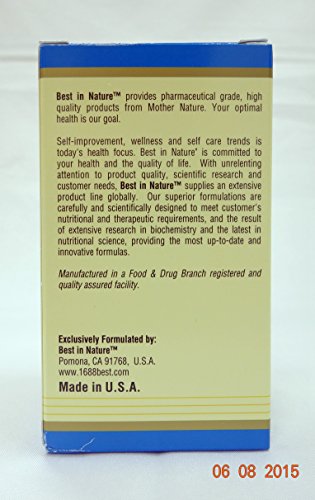 Best in Nature™ provides pharmaceutical grade, high
quality products from Mother Nature. Your optimal
health is our goal.
Self-improvement, wellness and self care trends is
today's health focus. Best in Nature® is committed to
your health and the quality of life. With unrelenting
attention to product quality, scientific research and
customer needs, Best in Nature™ supplies an extensive
product line globally. Our superior formulations are
carefully and scientifically designed to meet customer's
nutritional and therapeutic requirements, and the result
of extensive research in biochemistry and the latest in
nutritional science, providing the most up-to-date and
innovative formulas.
Manufactured in a Food & Drug Branch registered and
quality assured facility.
Exclusively Formulated by:
Best in Nature™
Pomona, CA 91768, U.S.A.
www.1688best.com
Made in U.S.A.
06 08 2015